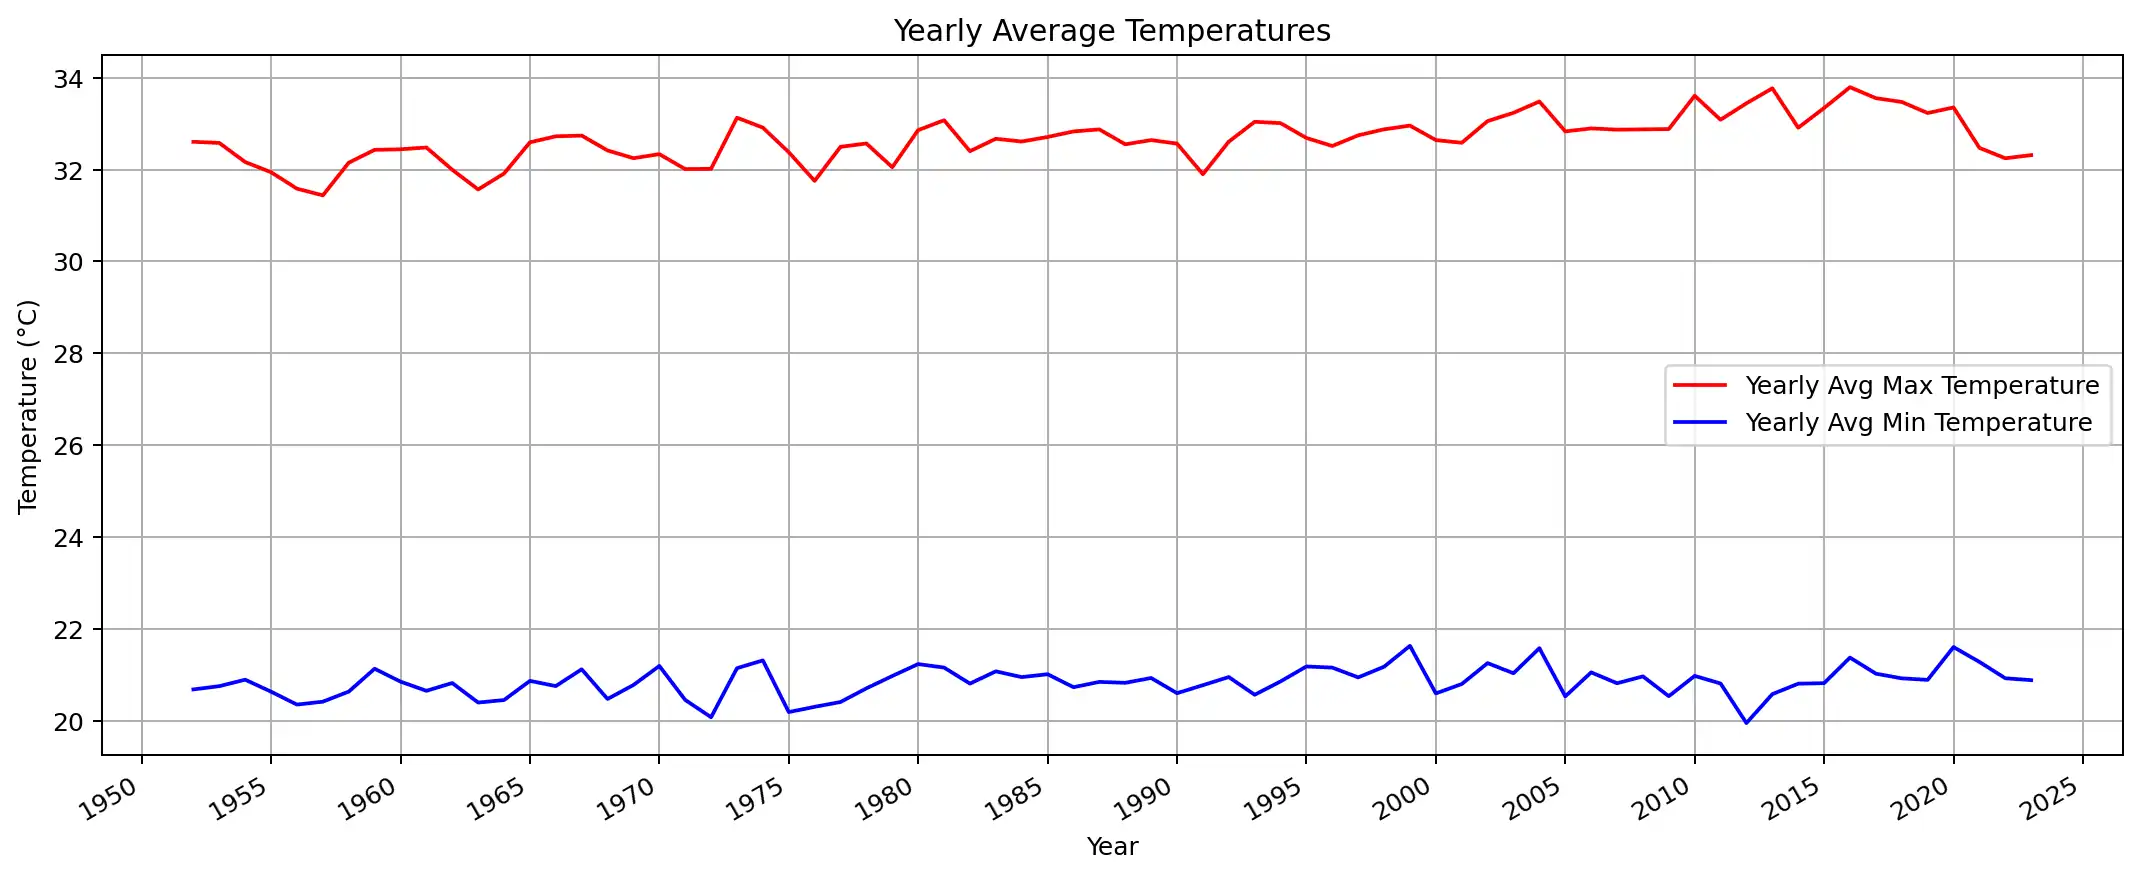 Yearly Average Temperatures
34
32
30
28
26
24
22
20
Temperature (°C)
Yearly Avg Max Temperature
Yearly Avg Min Temperature
1950 1955 1960 1965 1970 1975 1980 1985 1990 1995 2000 2005 2010 2015 2020 2025
Year